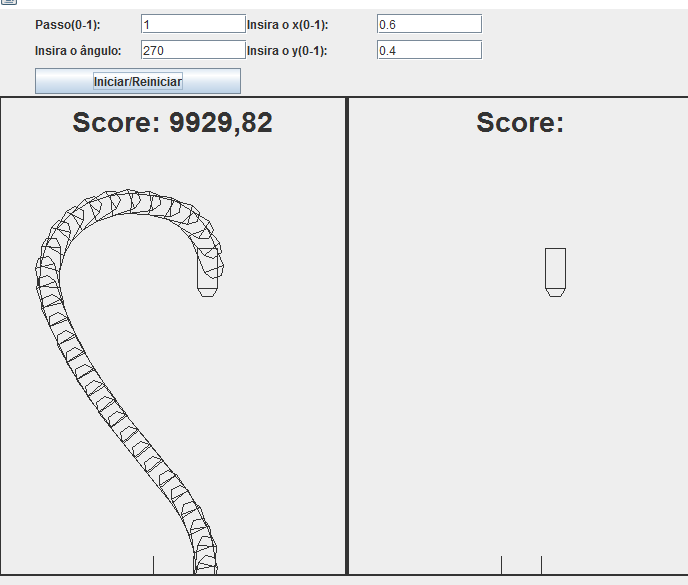 Passo(0-1): 1 Insira o x(0-1): 0.6
Insira o ângulo: 270 Insira o y(0-1): 0.4
Iniciar/Reiniciar
Score: 9929,82 Score: